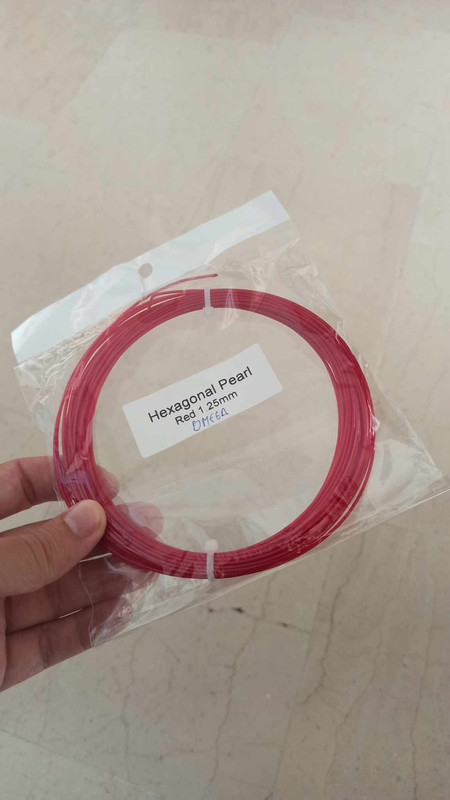 Hexagonal Pearl
Red 1.25mm
OMEGA